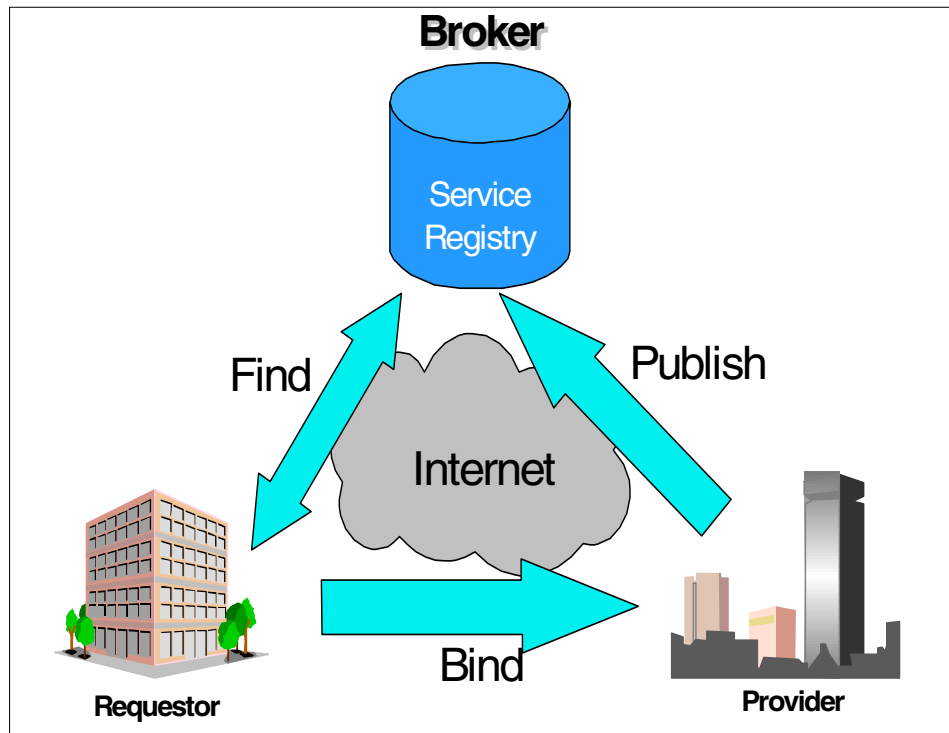 Broker
Service
Registry
Find
Publish
Internet
Bind
Requestor
Provider